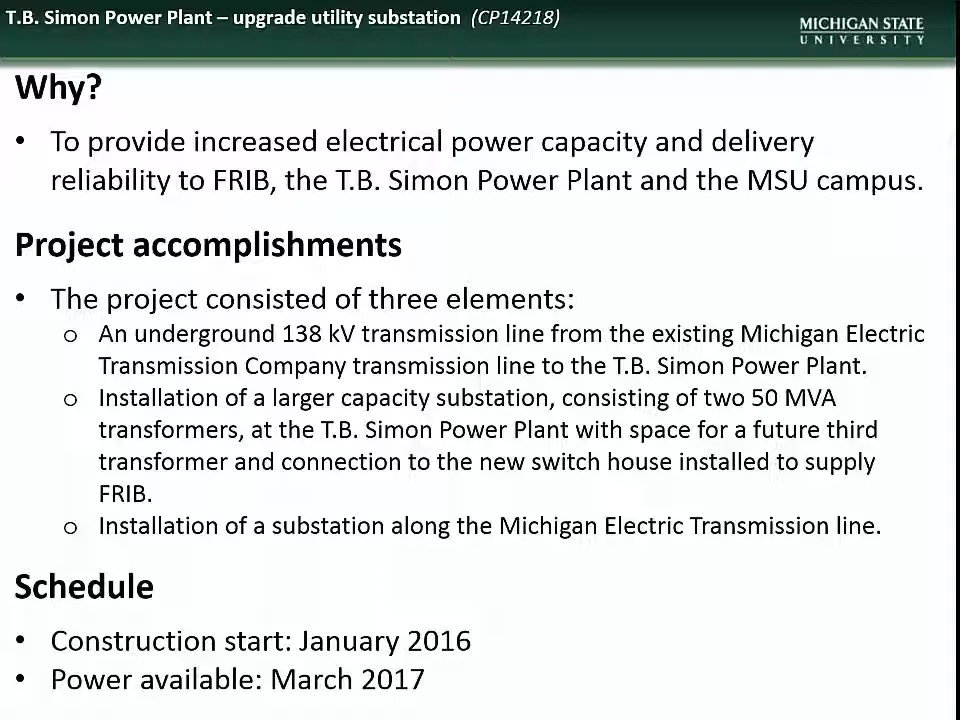 T.B. Simon Power Plant – upgrade utility substation (CP14218)
MICHIGAN STATE
UNIVERSITY
Why?
• To provide increased electrical power capacity and delivery
reliability to FRIB, the T.B. Simon Power Plant and the MSU campus.
Project accomplishments
• The project consisted of three elements:
o An underground 138 kV transmission line from the existing Michigan Electric
Transmission Company transmission line to the T.B. Simon Power Plant.
o Installation of a larger capacity substation, consisting of two 50 MVA
transformers, at the T.B. Simon Power Plant with space for a future third
transformer and connection to the new switch house installed to supply
FRIB.
o Installation of a substation along the Michigan Electric Transmission line.
Schedule
• Construction start: January 2016
• Power available: March 2017